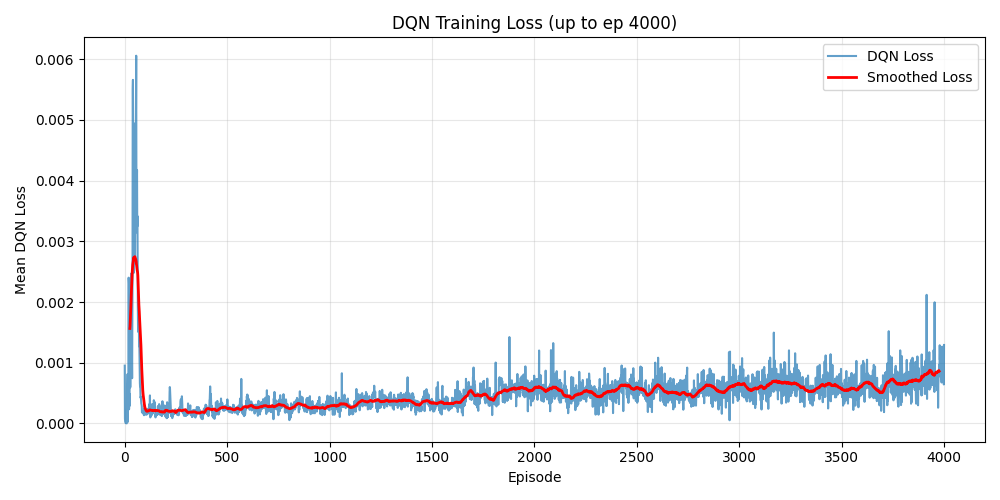 DQN Training Loss (up to ep 4000)
DQN Loss
Smoothed Loss
Mean DQN Loss
0.006
0.005
0.004
0.003
0.002
0.001
0.000
0 500 1000 1500 2000 2500 3000 3500 4000
Episode